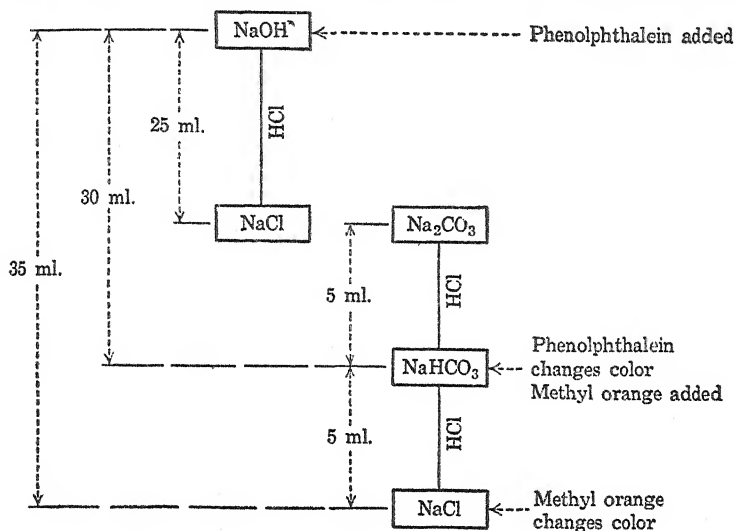 NaOH
Phenolphthalein added
HCl
25 ml.
30 ml.
NaCl
Na₂CO₃
35 ml.
HCl
5 ml.
Phenolphthalein
changes color
Methyl orange added
NaHCO₃
HCl
5 ml.
NaCl
Methyl orange
changes color